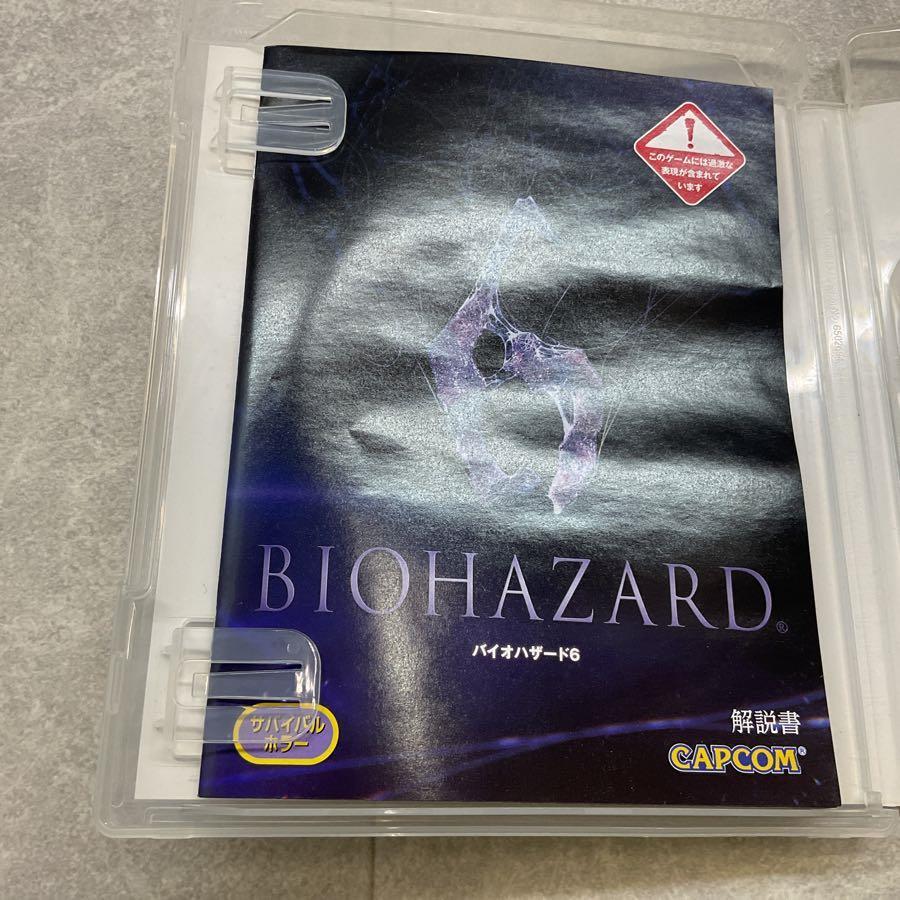 このゲームには過激な
表現が含まれて
います
BIOHAZARD®
バイオハザード6
サバイバル
ホラー
解説書
CAPCOM®